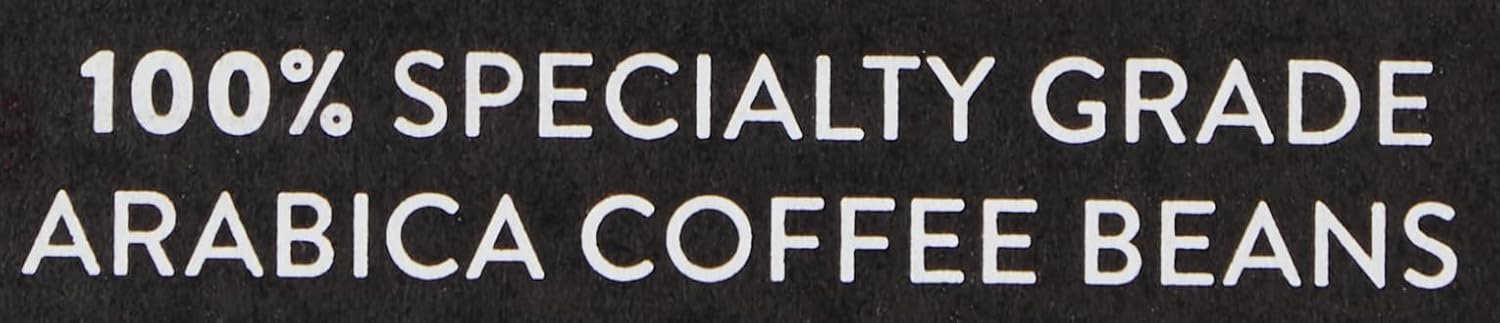 100% SPECIALTY GRADE
ARABICA COFFEE BEANS